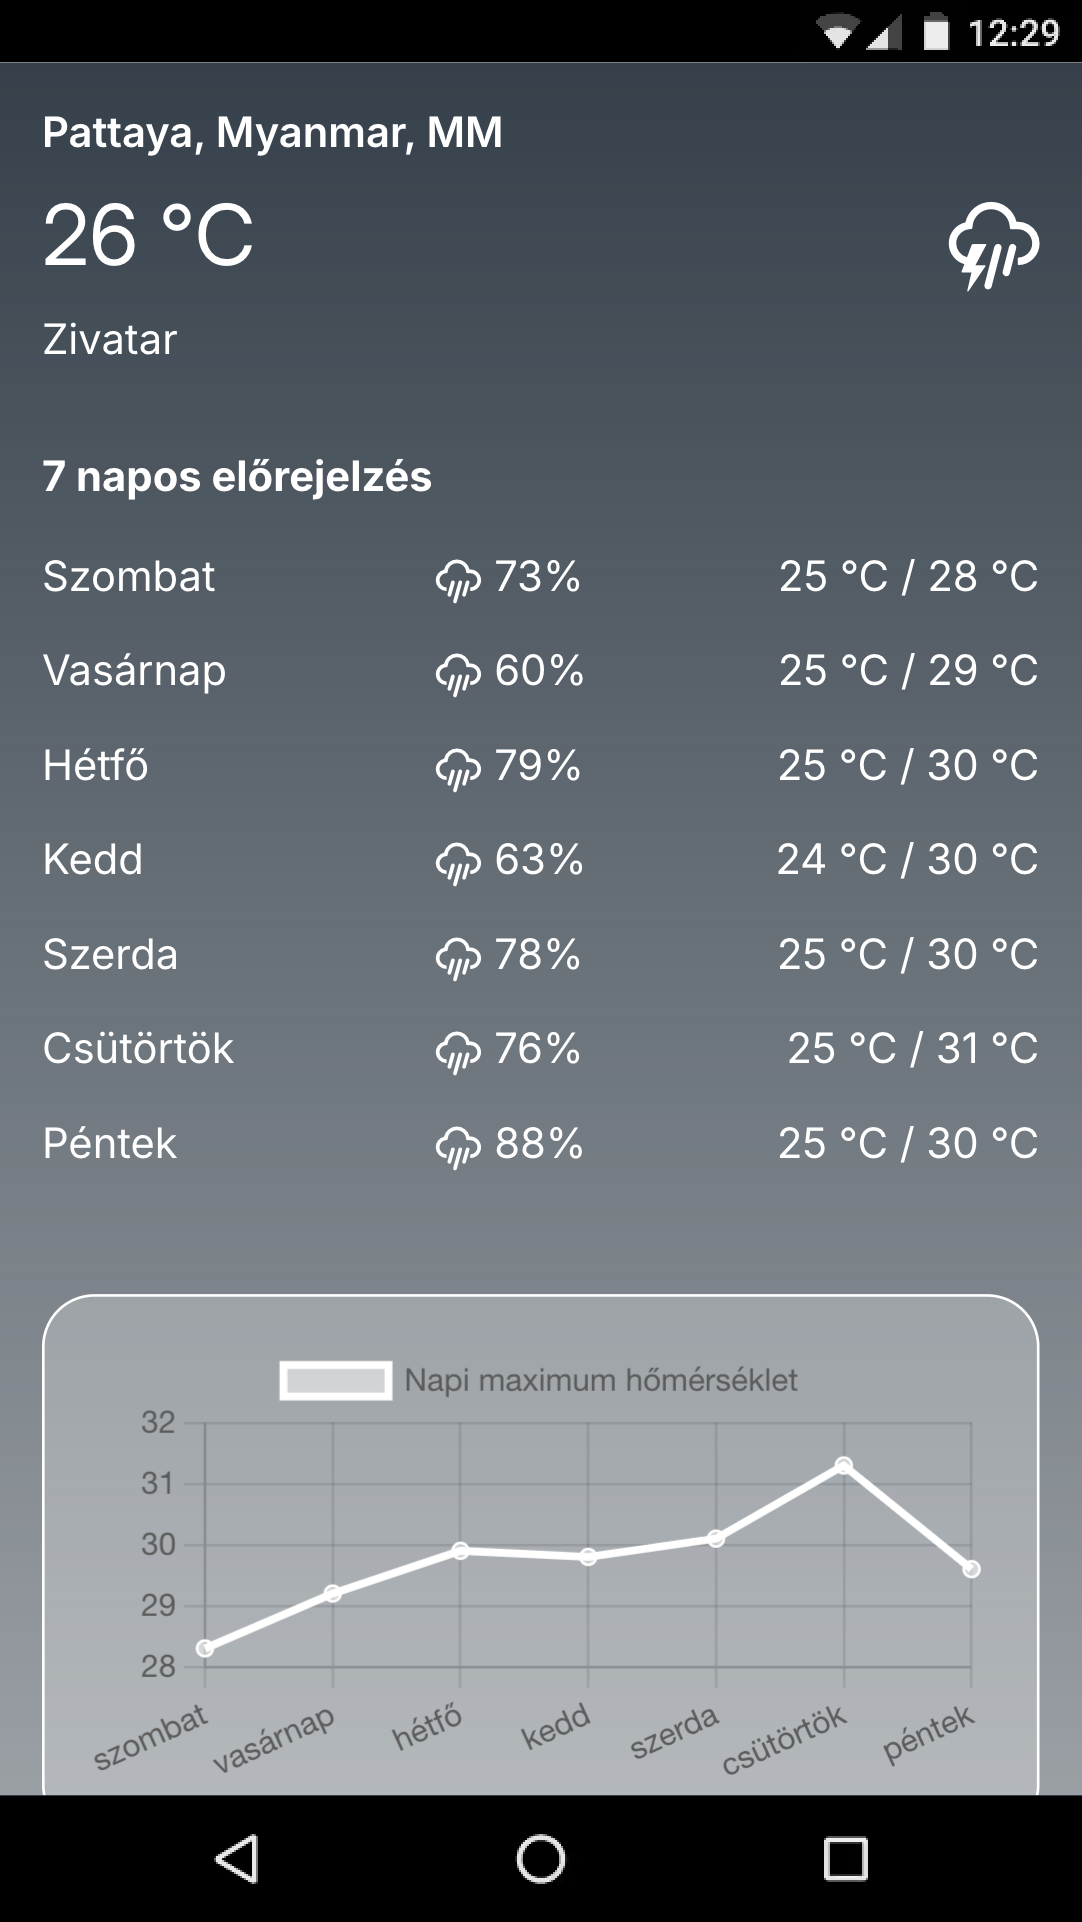 12:29
Pattaya, Myanmar, MM
26 °C
Zivatar
7 napos előrejelzés
Szombat 73% 25 °C / 28 °C
Vasárnap 60% 25 °C / 29 °C
Hétfő 79% 25 °C / 30 °C
Kedd 63% 24 °C / 30 °C
Szerda 78% 25 °C / 30 °C
Csütörtök 76% 25 °C / 31 °C
Péntek 88% 25 °C / 30 °C
Napi maximum hőmérséklet
32
31
30
29
28
szombat vasárnap hétfő kedd szerda csütörtök péntek